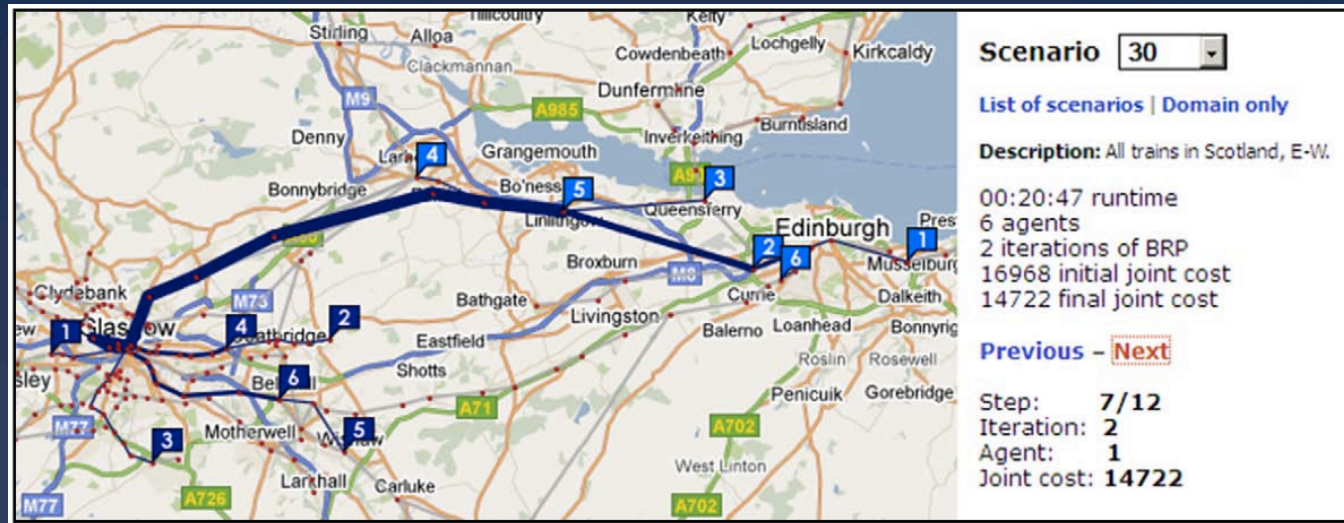 Tillicoultry
Kelty
Stirling
Alloa
Cowdenbeath
Lochgelly
Kirkcaldy
Clackmannan
Dunfermline
M9
A985
Burntisland
Denny
Inverkeithing
4
Grangemouth
Bonnybridge
Bo'ness
5
3
Queensferry
Linlithgow
Edinburgh
2
1
Broxburn
M8
6
Musselburg
Clydebank
M73
Bathgate
Currie
Dalkeith
1
Glasgow
4
2
Livingston
Balerno
Loanhead
Bonnyrig
Eastfield
Roslin
Rosewell
sley
6
Shotts
Penicuik
Gorebridge
A71
M77
Motherwell
A702
3
5
West Linton
Larkhall
Carluke
M77
A726
A702
Scenario 30
List of scenarios | Domain only
Description: All trains in Scotland, E-W.
00:20:47 runtime
6 agents
2 iterations of BRP
16968 initial joint cost
14722 final joint cost
Previous – Next
Step: 7/12
Iteration: 2
Agent: 1
Joint cost: 14722